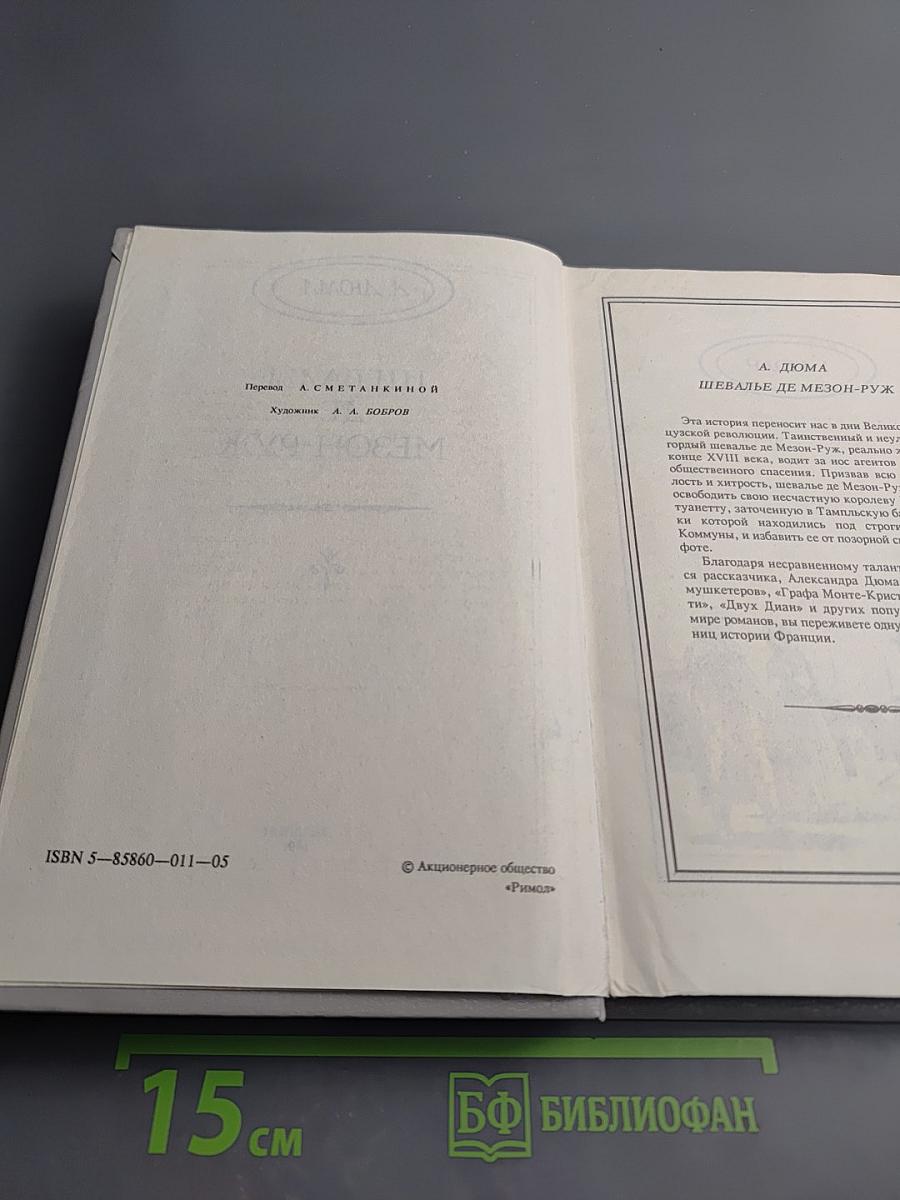 Перевод А. СМЕТАНКИНОЙ
Художник А. А. БОБРОВ
ISBN 5—85860—011—05
© Акционерное общество
«Римол»
А. ДЮМА
ШЕВАЛЬЕ ДЕ МЕЗОН-РУЖ
Эта история переносит нас в дни Велико
цузской революции. Таинственный и неул
гордый шевалье де Мезон-Руж, реально ж
конце XVIII века, водит за нос агентов
общественного спасения. Призвав всю
лость и хитрость, шевалье де Мезон-Ру
освободить свою несчастную королеву
туанетту, заточенную в Тампльскую ба
ки которой находились под строги
Коммуны, и избавить ее от позорной с
фоте.
Благодаря несравненному талант
ся рассказчика, Александра Дюма
мушкетеров», «Графа Монте-Крист
ти», «Двух Диан» и других попу
мире романов, вы переживете одну
ниц истории Франции.
15 см
БФ БИБЛИОФАН